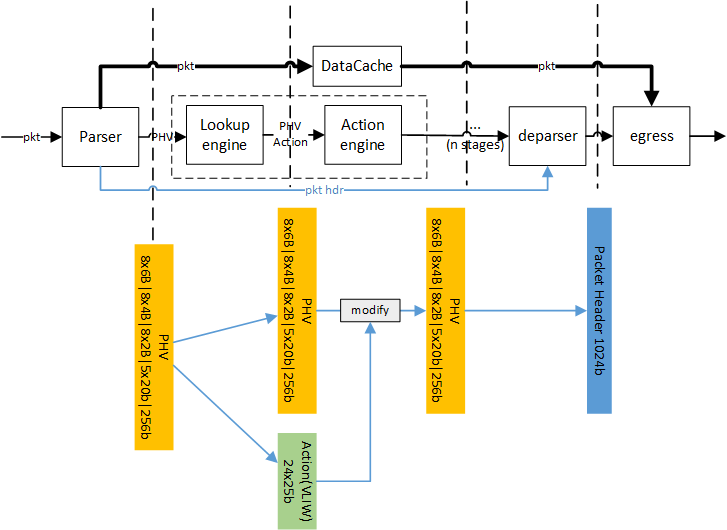 pkt
DataCache
pkt
pkt
Parser
PHV
Lookup
engine
PHV
Action
Action
engine
...
(n stages)
deparser
egress
pkt hdr
PHV
8x6B|8x4B|8x2B|5x20b|256b
PHV
8x6B|8x4B|8x2B|5x20b|256b
modify
PHV
8x6B|8x4B|8x2B|5x20b|256b
Packet Header 1024b
Action(VLIW)
24x25b